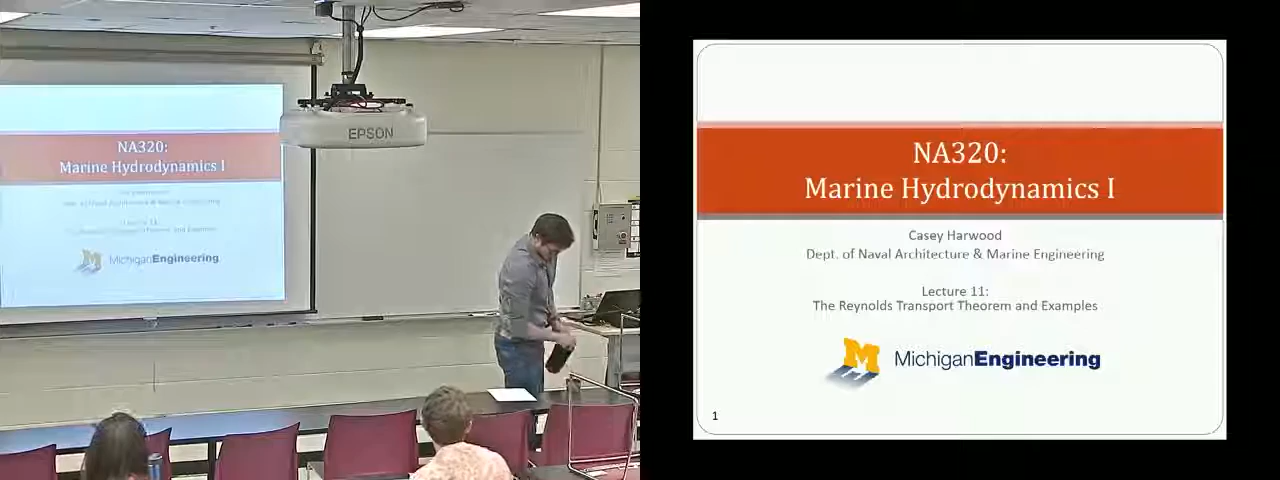 NA320:
Marine Hydrodynamics I
MichiganEngineering
EPSON
NA320:
Marine Hydrodynamics I
Casey Harwood
Dept. of Naval Architecture & Marine Engineering
Lecture 11:
The Reynolds Transport Theorem and Examples
M
MichiganEngineering
1